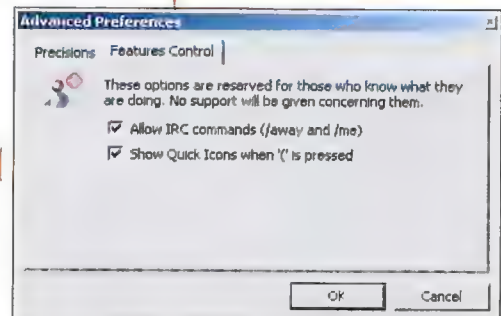 Advanced Preferences
Precisions Features Control
These options are reserved for those who know what they
are doing. No support will be given concerning them.
Allow IRC commands (/away and /me)
Show Quick Icons when '(' is pressed
OK Cancel